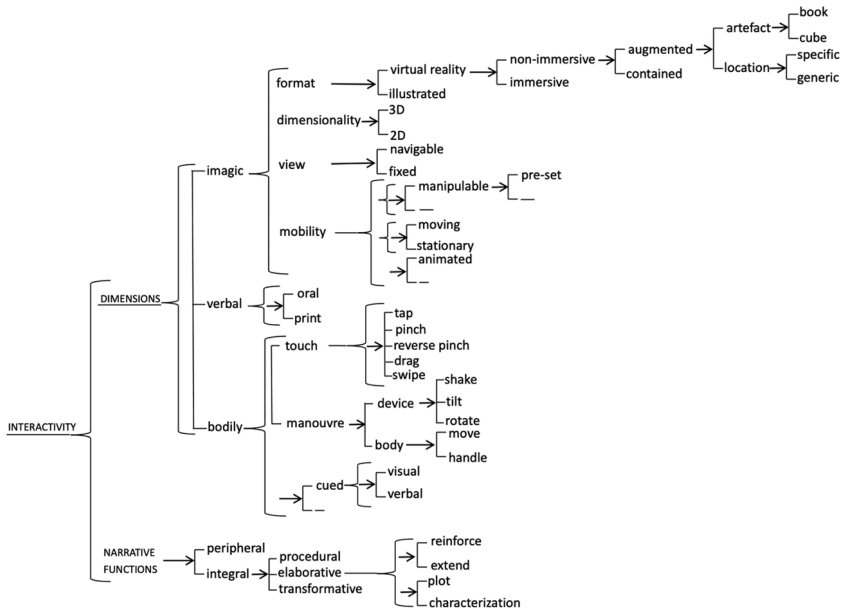 book
artefact
cube
augmented
specific
location
generic
non-immersive
contained
virtual reality
immersive
format
illustrated
dimensionality
3D
2D
imagic
view
navigable
fixed
manipulable
pre-set
mobility
moving
stationary
animated
DIMENSIONS
verbal
oral
print
touch
tap
pinch
reverse pinch
drag
swipe
INTERACTIVITY
bodily
manouvre
device
shake
tilt
rotate
body
move
handle
cued
visual
verbal
NARRATIVE
FUNCTIONS
peripheral
integral
procedural
elaborative
transformative
reinforce
extend
plot
characterization